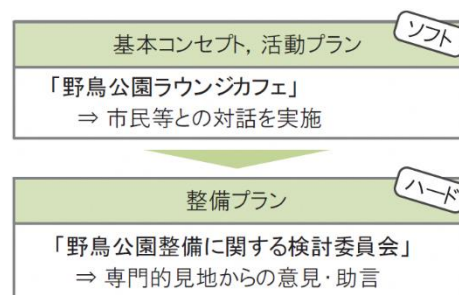 基本コンセプト，活動プラン
ソフト
「野鳥公園ラウンジカフェ」
⇒ 市民等との対話を実施
整備プラン
ハード
「野鳥公園整備に関する検討委員会」
⇒ 専門的見地からの意見・助言